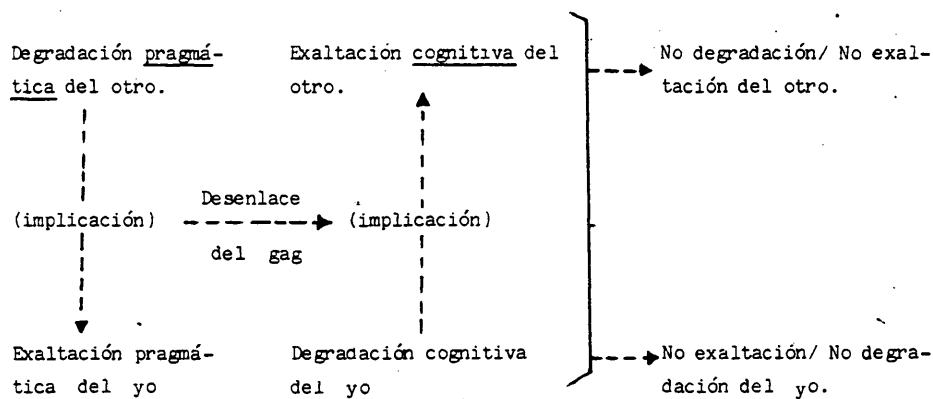 Degradación pragmá-
tica del otro.
Exaltación cognitiva del
otro.
No degradación/ No exal-
tación del otro.
(implicación)
Desenlace
del gag
(implicación)
Exaltación pragmá-
tica del yo
Degradación cognitiva
del yo
No exaltación/ No degra-
dación del yo.